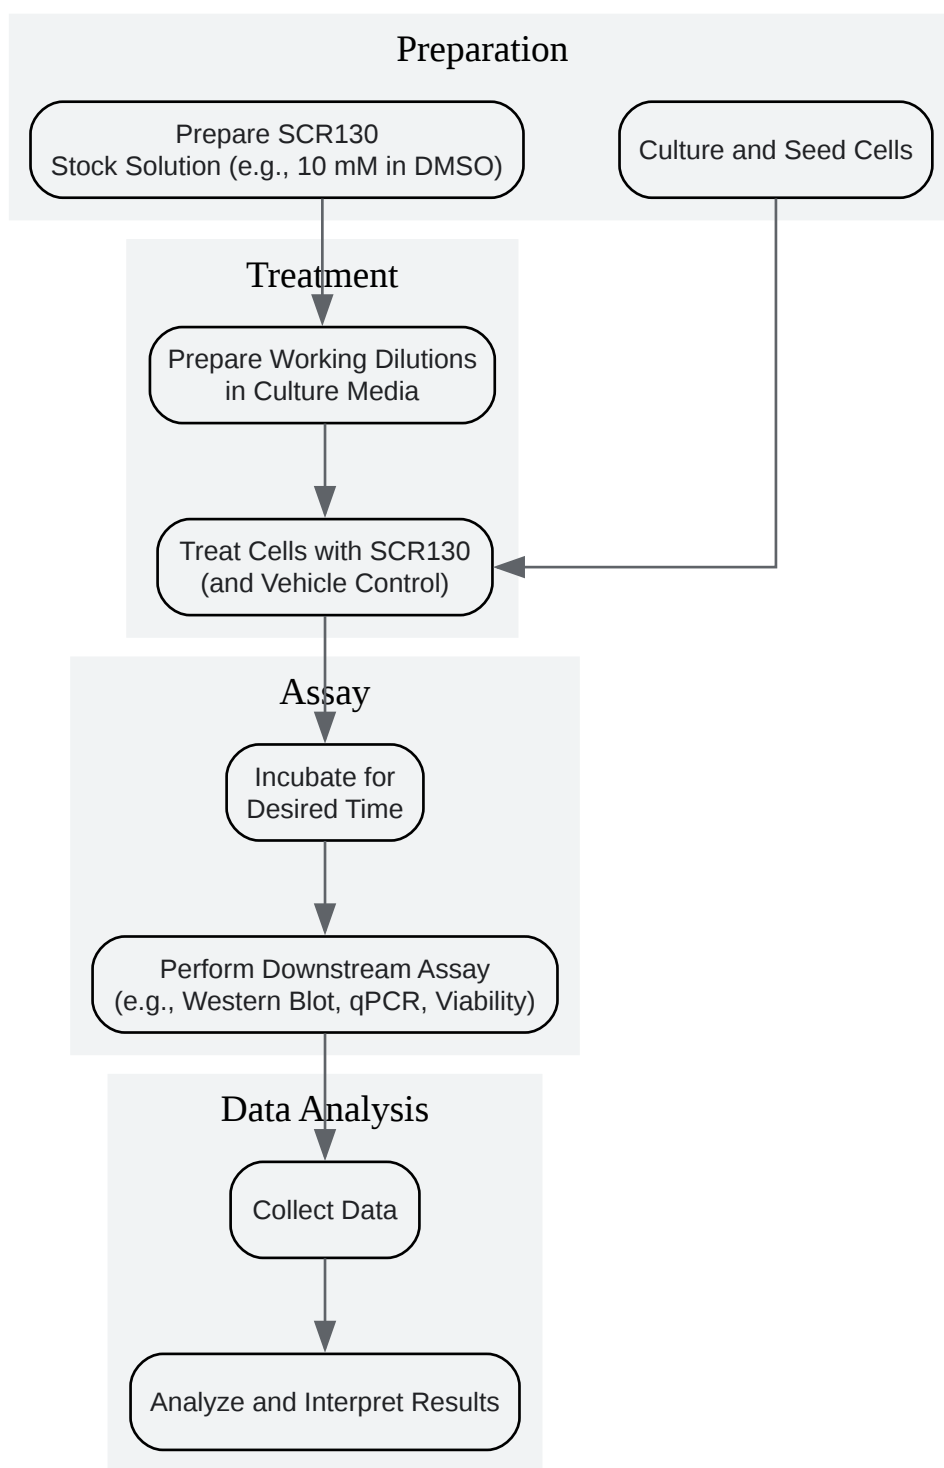 Preparation
Prepare SCR130
Stock Solution (e.g., 10 mM in DMSO)
Culture and Seed Cells
Treatment
Prepare Working Dilutions
in Culture Media
Treat Cells with SCR130
(and Vehicle Control)
Assay
Incubate for
Desired Time
Perform Downstream Assay
(e.g., Western Blot, qPCR, Viability)
Data Analysis
Collect Data
Analyze and Interpret Results